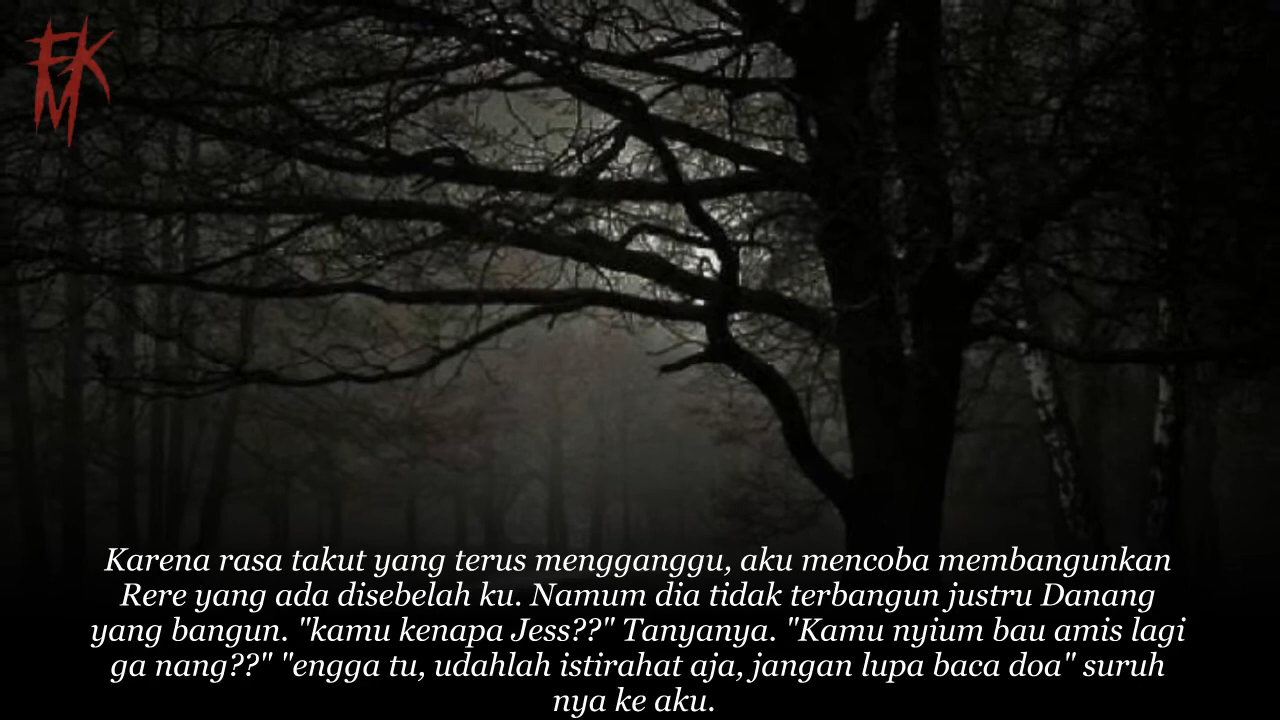 FKM
Karena rasa takut yang terus mengganggu, aku mencoba membangunkan
Rere yang ada disebelah ku. Namum dia tidak terbangun justru Danang
yang bangun. "kamu kenapa Jess??" Tanyanya. "Kamu nyium bau amis lagi
ga nang??" "engga tu, udahlah istirahat aja, jangan lupa baca doa" suruh
nya ke aku.